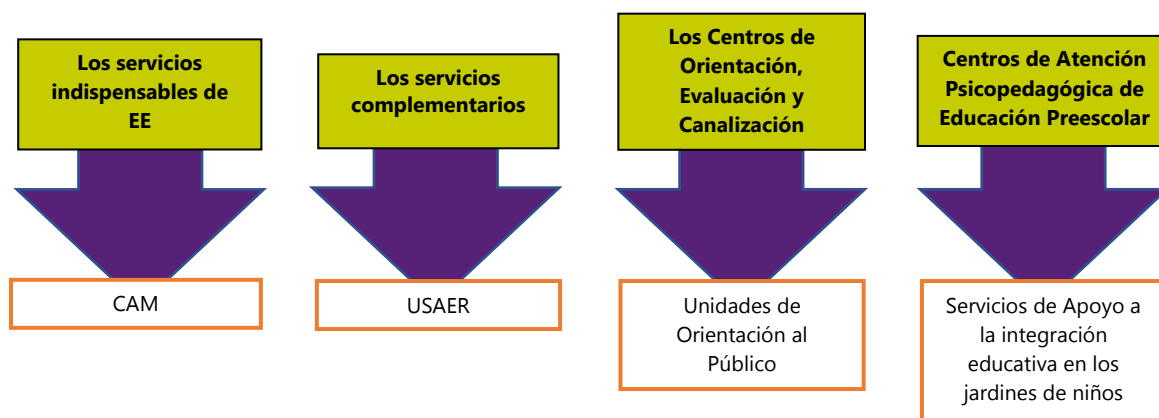 Los servicios
indispensables de
EE
Los servicios
complementarios
Los Centros de
Orientación,
Evaluación y
Canalización
Centros de Atención
Psicopedagógica de
Educación Preescolar
CAM
USAER
Unidades de
Orientación al
Público
Servicios de Apoyo a
la integración
educativa en los
jardines de niños